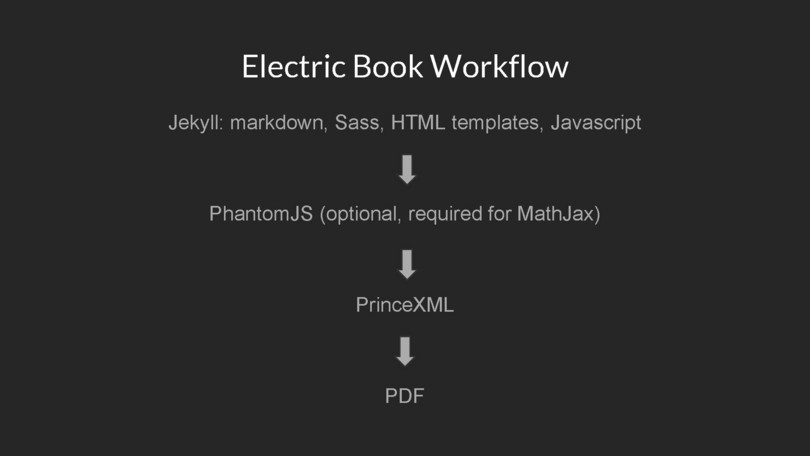 Electric Book Workflow
Jekyll: markdown, Sass, HTML templates, Javascript
PhantomJS (optional, required for MathJax)
PrinceXML
PDF